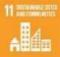 11 SUSTAINABLE CITIES
AND COMMUNITIES